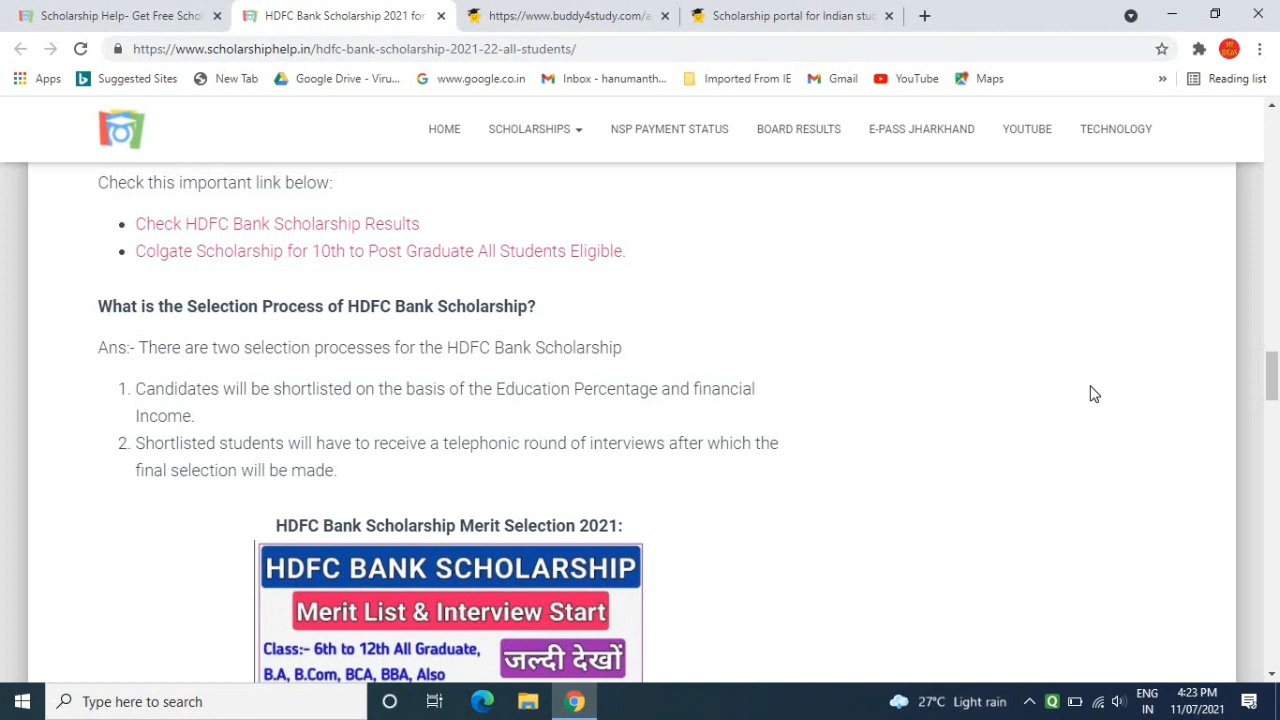 Scholarship Help- Get Free Scho
HDFC Bank Scholarship 2021 for
https://www.buddy4study.com/a
Scholarship portal for Indian stu
https://www.scholarshiphelp.in/hdfc-bank-scholarship-2021-22-all-students/
Apps Suggested Sites New Tab Google Drive - Viru... www.google.co.in Inbox - hanumanth... Imported From IE Gmail YouTube Maps » Reading list
HOME SCHOLARSHIPS NSP PAYMENT STATUS BOARD RESULTS E-PASS JHARKHAND YOUTUBE TECHNOLOGY
Check this important link below:
Check HDFC Bank Scholarship Results
Colgate Scholarship for 10th to Post Graduate All Students Eligible.
What is the Selection Process of HDFC Bank Scholarship?
Ans:- There are two selection processes for the HDFC Bank Scholarship
1. Candidates will be shortlisted on the basis of the Education Percentage and financial
Income.
2. Shortlisted students will have to receive a telephonic round of interviews after which the
final selection will be made.
HDFC Bank Scholarship Merit Selection 2021:
HDFC BANK SCHOLARSHIP
Merit List & Interview Start
Class:- 6th to 12th All Graduate,
B.A, B.Com, BCA, BBA, Also
जल्दी देखों
Type here to search
27°C Light rain
ENG
IN
4:23 PM
11/07/2021